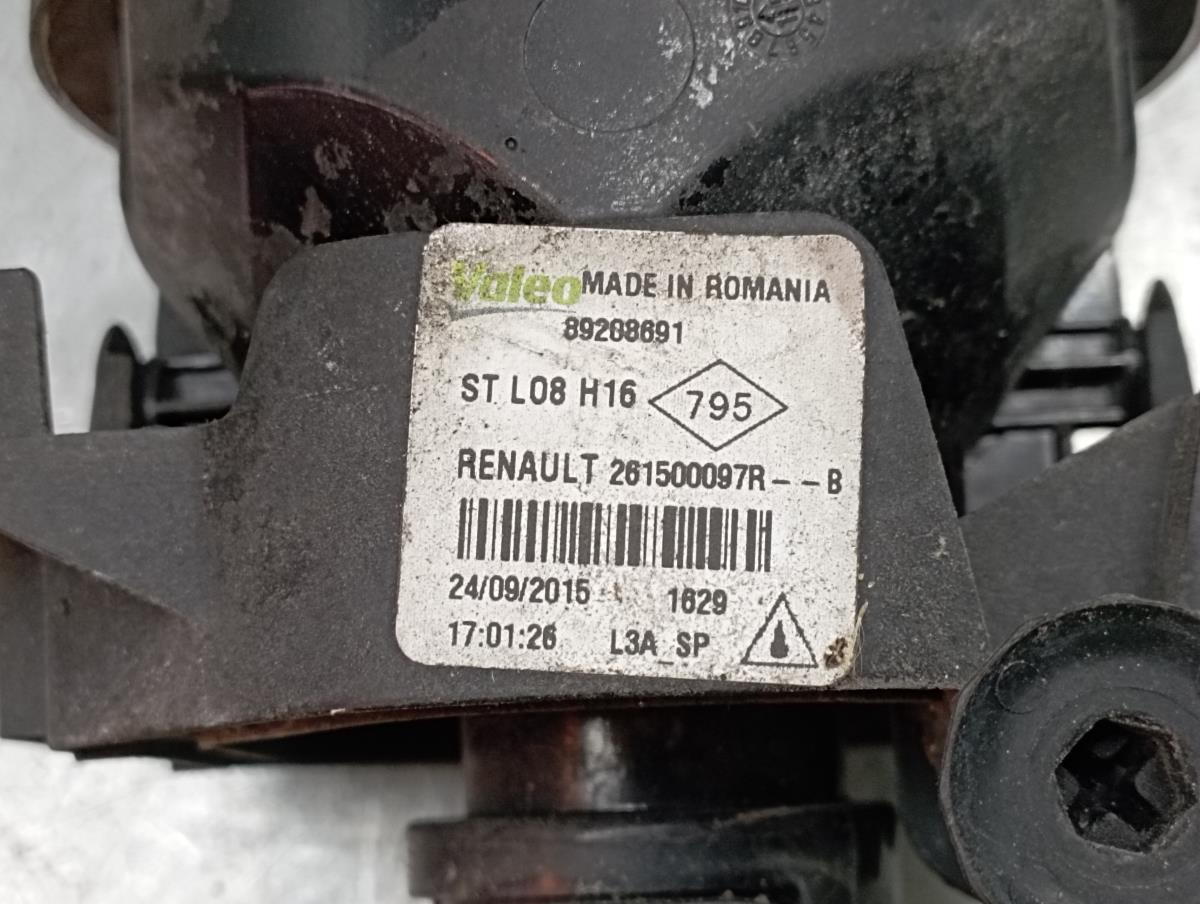 Valeo MADE IN ROMANIA
89208691
ST L08 H16 795
RENAULT 261500097R--B
24/09/2015 1629
17:01:26 L3A_SP